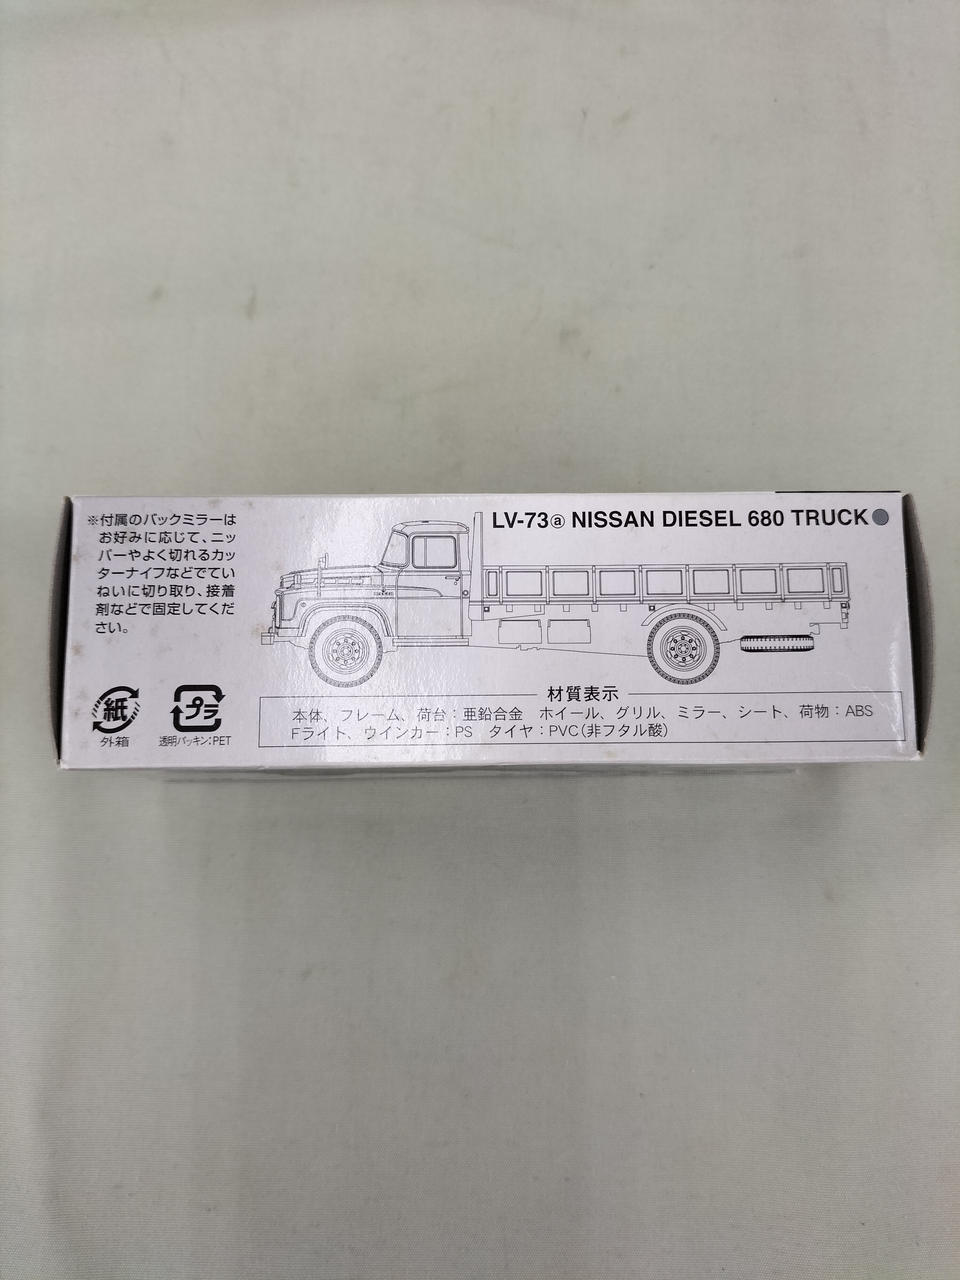 ※付属のバックミラーは
お好みに応じて、ニッ
パーやよく切れるカッ
ターナイフなどでてい
ねいに切り取り、接着
剤などで固定してくだ
さい。
LV-73ⓐ NISSAN DIESEL 680 TRUCK
紙
外箱
プラ
透明パッキン:PET
材質表示
本体、フレーム、荷台:亜鉛合金 ホイール、グリル、ミラー、シート、荷物:ABS
Fライト、ウインカー:PS タイヤ:PVC(非フタル酸)